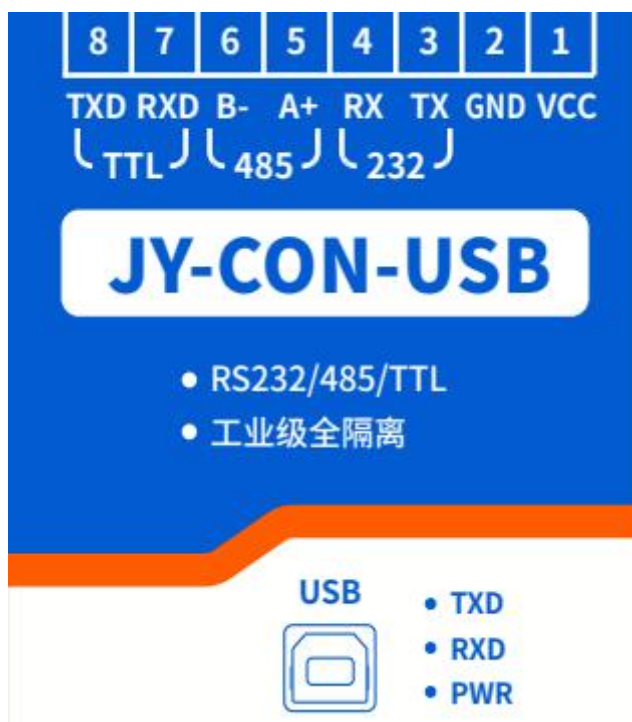 8 7 6 5 4 3 2 1
TXD RXD B- A+ RX TX GND VCC
TTL 485 232
JY-CON-USB
• RS232/485/TTL
• 工业级全隔离
USB
• TXD
• RXD
• PWR